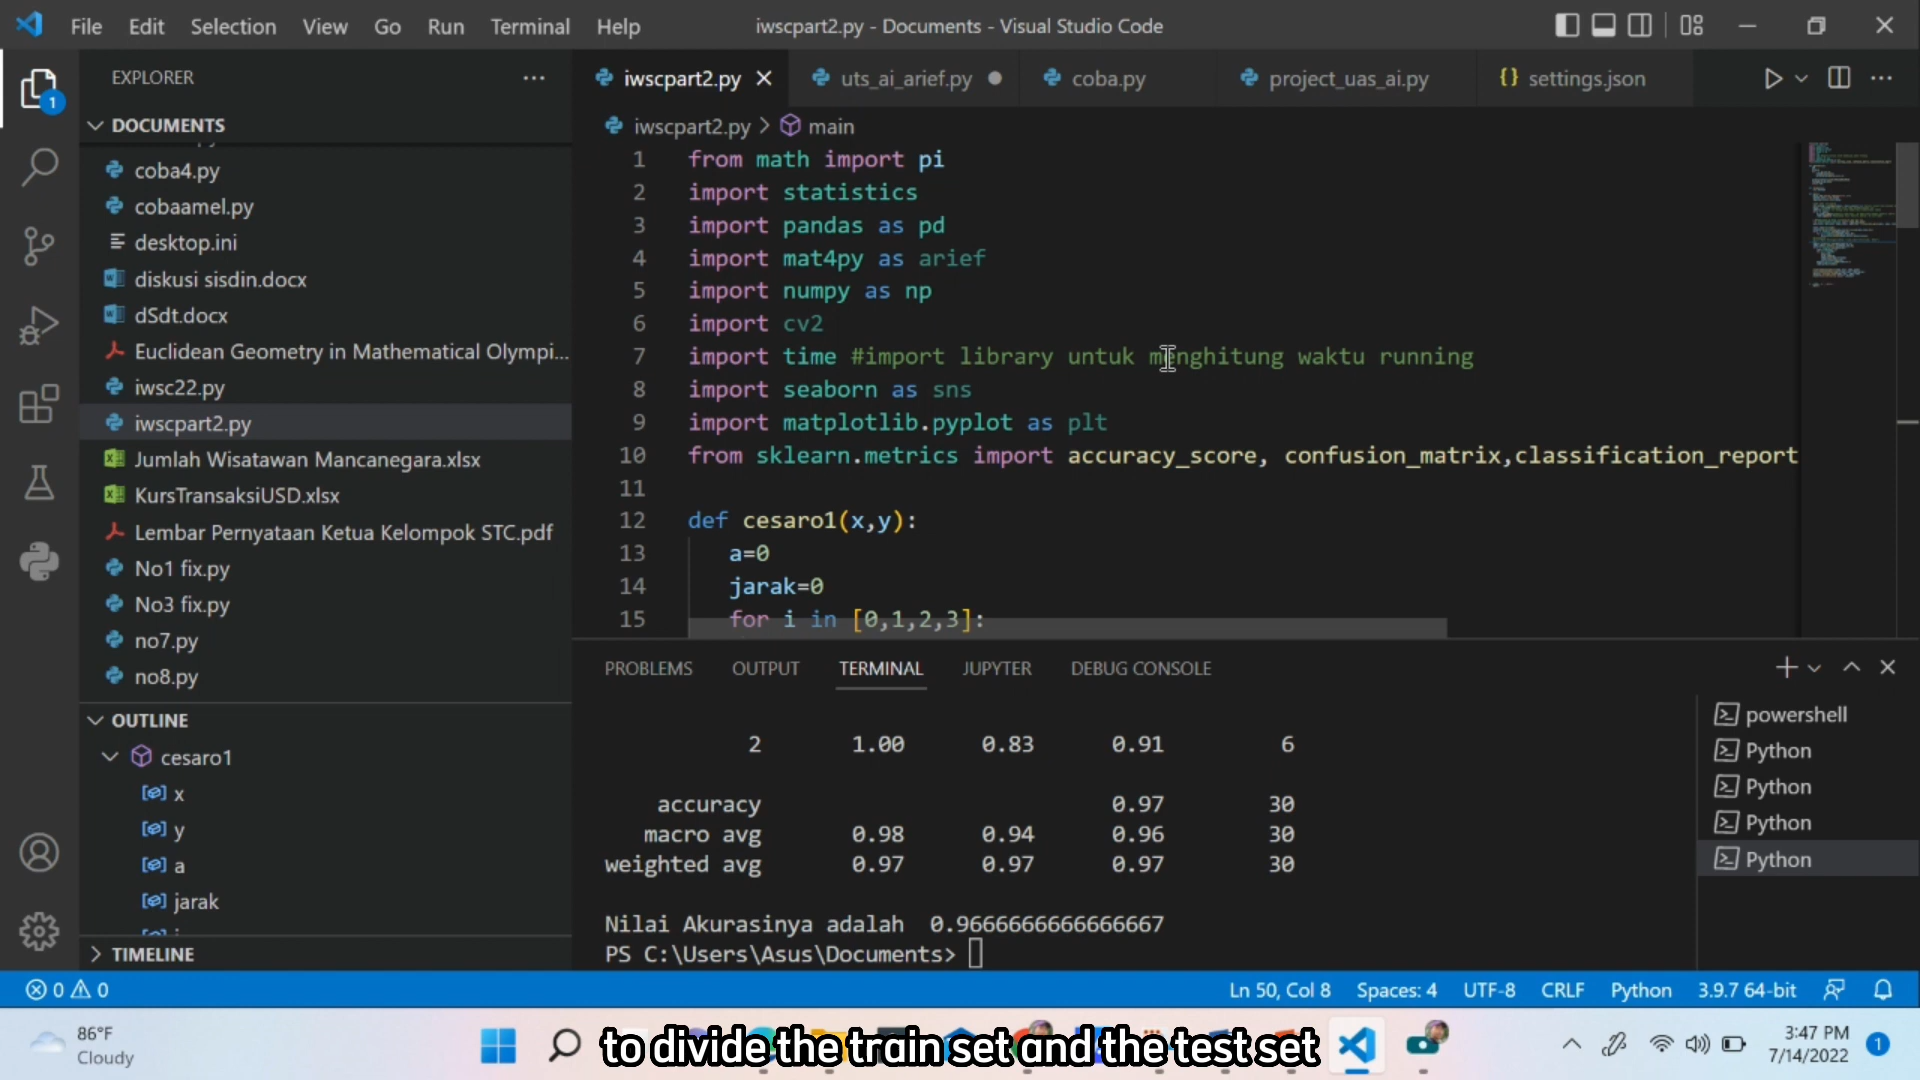 File Edit Selection View Go Run Terminal Help
iwscpart2.py - Documents - Visual Studio Code
EXPLORER
1
DOCUMENTS
coba4.py
cobaamel.py
desktop.ini
diskusi sisdin.docx
dSdt.docx
Euclidean Geometry in Mathematical Olympi...
iwsc22.py
iwscpart2.py
Jumlah Wisatawan Mancanegara.xlsx
KursTransaksiUSD.xlsx
Lembar Pernyataan Ketua Kelompok STC.pdf
No1 fix.py
No3 fix.py
no7.py
no8.py
OUTLINE
cesaro1
x
y
a
jarak
TIMELINE
iwscpart2.py uts_ai_arief.py coba.py project_uas_ai.py {} settings.json
iwscpart2.py > main
1 from math import pi
2 import statistics
3 import pandas as pd
4 import mat4py as arief
5 import numpy as np
6 import cv2
7 import time #import library untuk menghitung waktu running
8 import seaborn as sns
9 import matplotlib.pyplot as plt
10 from sklearn.metrics import accuracy_score, confusion_matrix,classification_report
11
12 def cesaro1(x,y):
13 a=0
14 jarak=0
15 for i in [0,1,2,3]:
PROBLEMS OUTPUT TERMINAL JUPYTER DEBUG CONSOLE
2 1.00 0.83 0.91 6
accuracy 0.97 30
macro avg 0.98 0.94 0.96 30
weighted avg 0.97 0.97 0.97 30
Nilai Akurasinya adalah 0.9666666666666667
PS C:\Users\Asus\Documents>
powershell
Python
Python
Python
Python
0 0 Ln 50, Col 8 Spaces: 4 UTF-8 CRLF Python 3.9.7 64-bit
86°F
Cloudy
to divide the train set and the test set
3:47 PM
7/14/2022
1